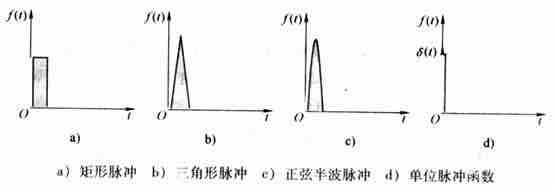 f(t) f(t) f(t) f(t)
δ(t)
O t O t O t O t
a) b) c) d)
a) 矩形脉冲 b) 三角形脉冲 c) 正弦半波脉冲 d) 单位脉冲函数